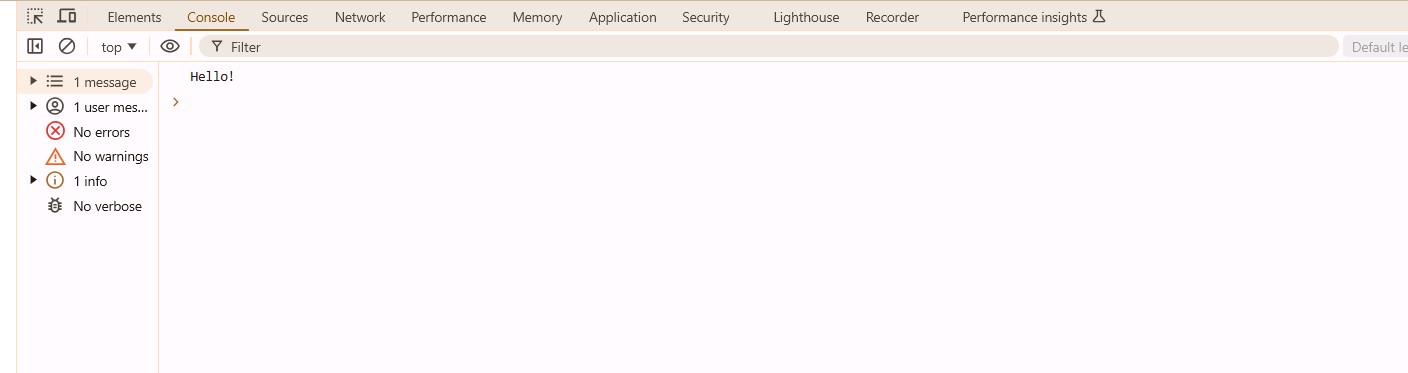 Elements Console Sources Network Performance Memory Application Security Lighthouse Recorder Performance insights
top Filter Default le
1 message
Hello!
1 user mes...
No errors
No warnings
1 info
No verbose